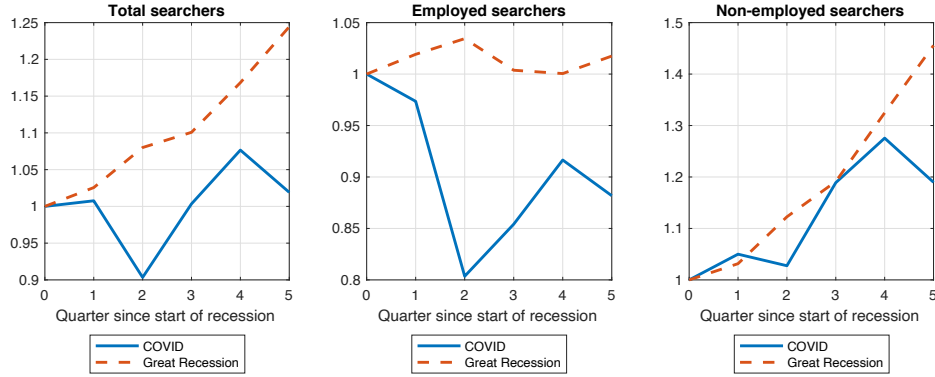 Total searchers
1.25
1.2
1.15
1.10
1.05
1
0.95
0.9
0 1 2 3 4 5
Quarter since start of recession
COVID
Great Recession
Employed searchers
1.05
1
0.95
0.9
0.85
0.8
0 1 2 3 4 5
Quarter since start of recession
COVID
Great Recession
Non-employed searchers
1.5
1.4
1.3
1.2
1.1
1
0 1 2 3 4 5
Quarter since start of recession
COVID
Great Recession